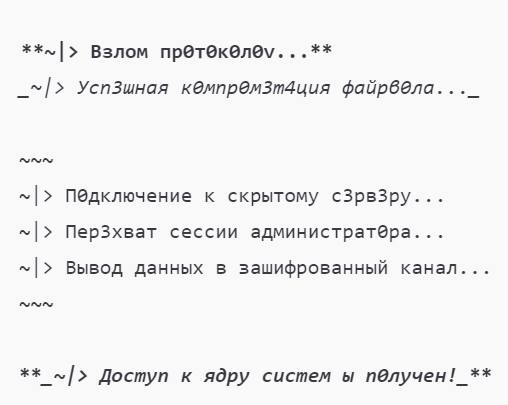 **~|> Взлом пр0т0к0л0v...**
_~|> Усп3шная к0мпр0м3т4ция файрв0ла..._
~~~
~|> П0дключение к скрытому с3рв3ру...
~|> Пер3хват сессии администрат0ра...
~|> Вывод данных в зашифрованный канал...
~~~
**_~|> Доступ к ядру систем ы п0лучен!_**